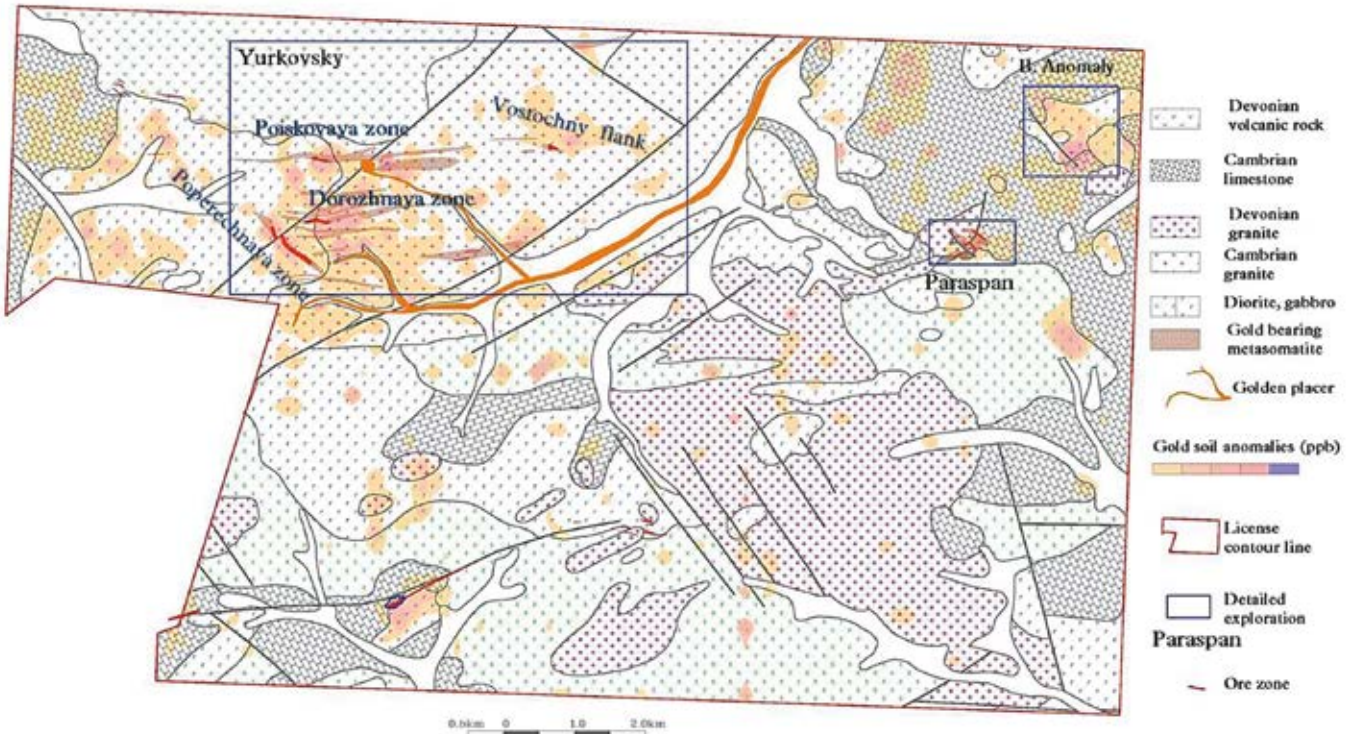 Yurkovsky
B. Anomaly
Poiskovaya zone
Vostochny flank
Dorozhnaya zone
Poperechnaya zone
Paraspan
Devonian
volcanic rock
Cambrian
limestone
Devonian
granite
Cambrian
granite
Diorite, gabbro
Gold bearing
metasomatite
Golden placer
Gold soil anomalies (ppb)
License
contour line
Detailed
exploration
Paraspan
Ore zone
0 1.0 2.0km